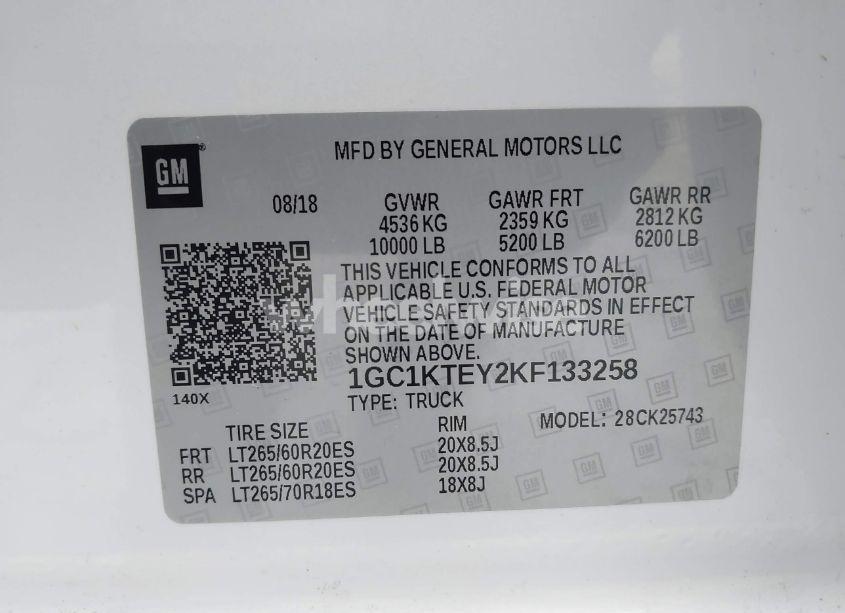 GM
MFD BY GENERAL MOTORS LLC
08/18 GVWR GAWR FRT GAWR RR
4536 KG 2359 KG 2812 KG
10000 LB 5200 LB 6200 LB
THIS VEHICLE CONFORMS TO ALL
APPLICABLE U.S. FEDERAL MOTOR
VEHICLE SAFETY STANDARDS IN EFFECT
ON THE DATE OF MANUFACTURE
SHOWN ABOVE.
1GC1KTEY2KF133258
140X
TYPE: TRUCK
TIRE SIZE RIM MODEL: 28CK25743
FRT LT265/60R20ES 20X8.5J
RR LT265/60R20ES 20X8.5J
SPA LT265/70R18ES 18X8J